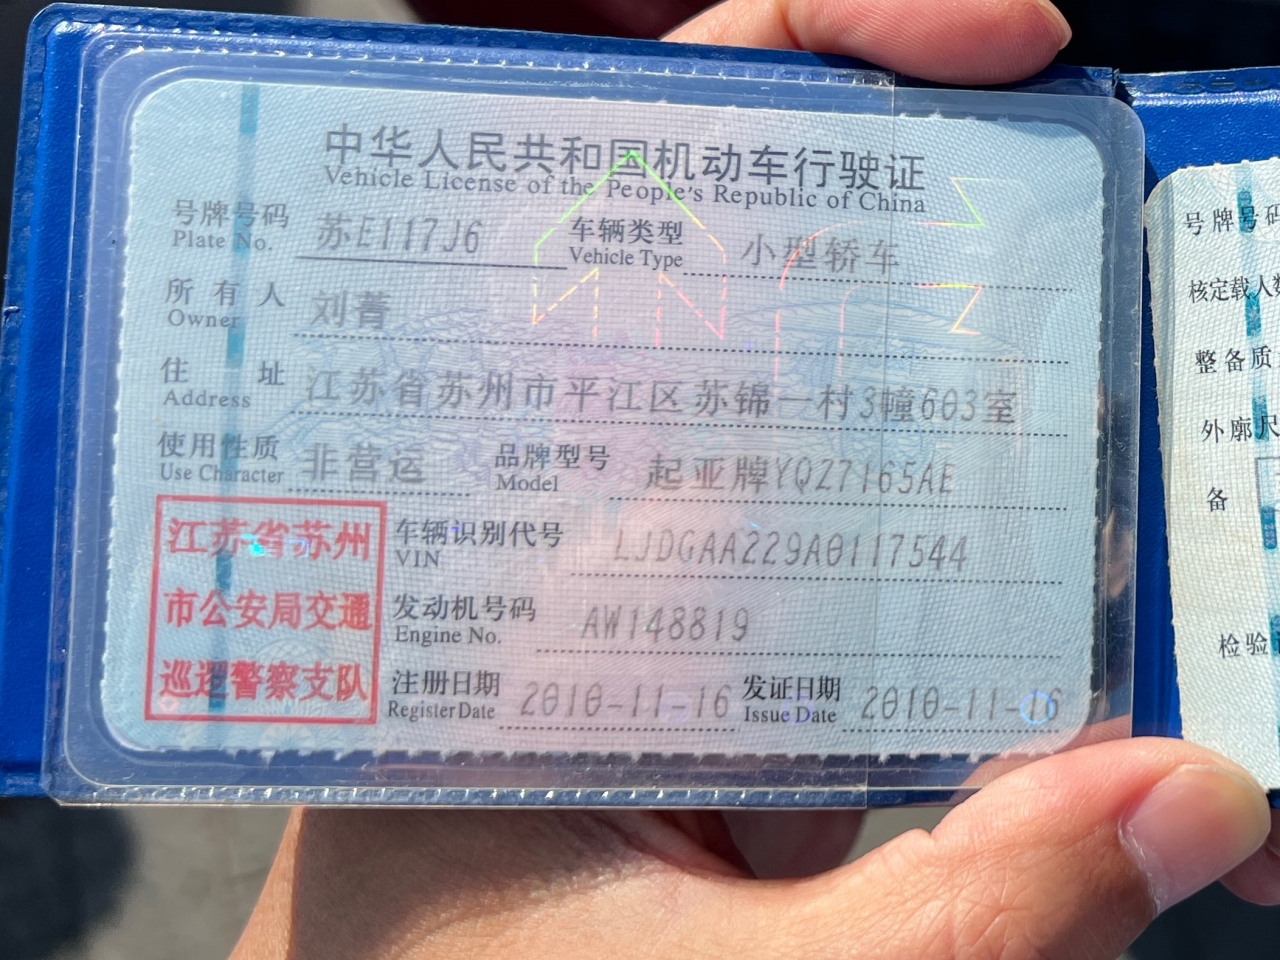 中华人民共和国机动车行驶证
Vehicle License of the People's Republic of China
号牌号码 苏E117J6 车辆类型 小型轿车
Plate No. Vehicle Type
所有人 刘菁
Owner
住址 江苏省苏州市平江区苏锦一村3幢603室
Address
使用性质 非营运 品牌型号 起亚牌YQZ7165AE
Use Character Model
江苏省苏州
市公安局交通
巡逻警察支队
车辆识别代号 LJDGAA229A0117544
VIN
发动机号码 AW148819
Engine No.
注册日期 2010-11-16 发证日期 2010-11-16
Register Date Issue Date
号牌号码
核定载人数
整备质
外廓尺
备
检验